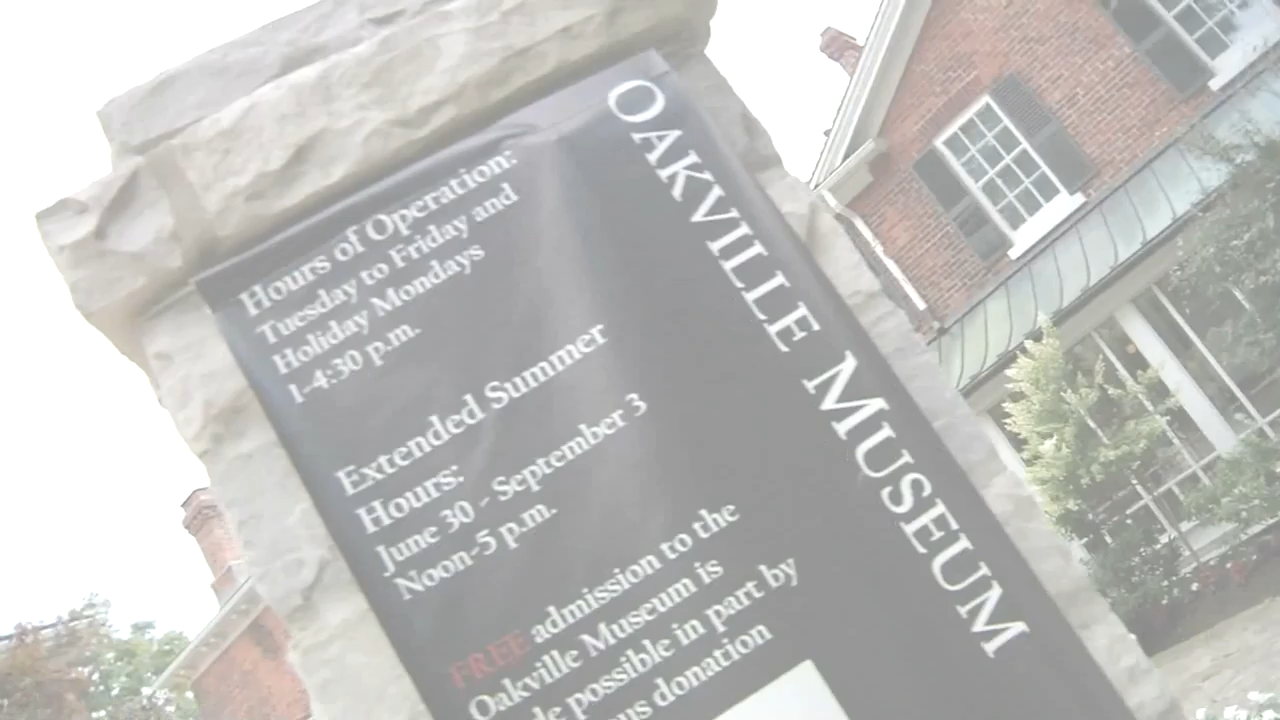 OAKVILLE MUSEUM
Hours of Operation:
Tuesday to Friday and
Holiday Mondays
1-4:30 p.m.
Extended Summer
Hours:
June 30 - September 3
Noon-5 p.m.
FREE admission to the
Oakville Museum is
possible in part by
donation